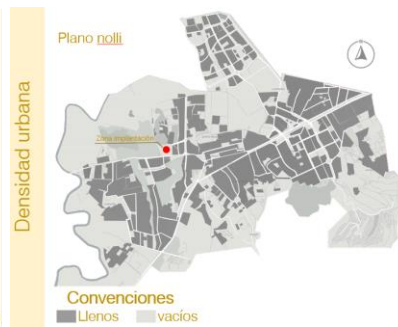 Densidad urbana
Plano nolli
Zona implantación
Convenciones
Llenos vacíos